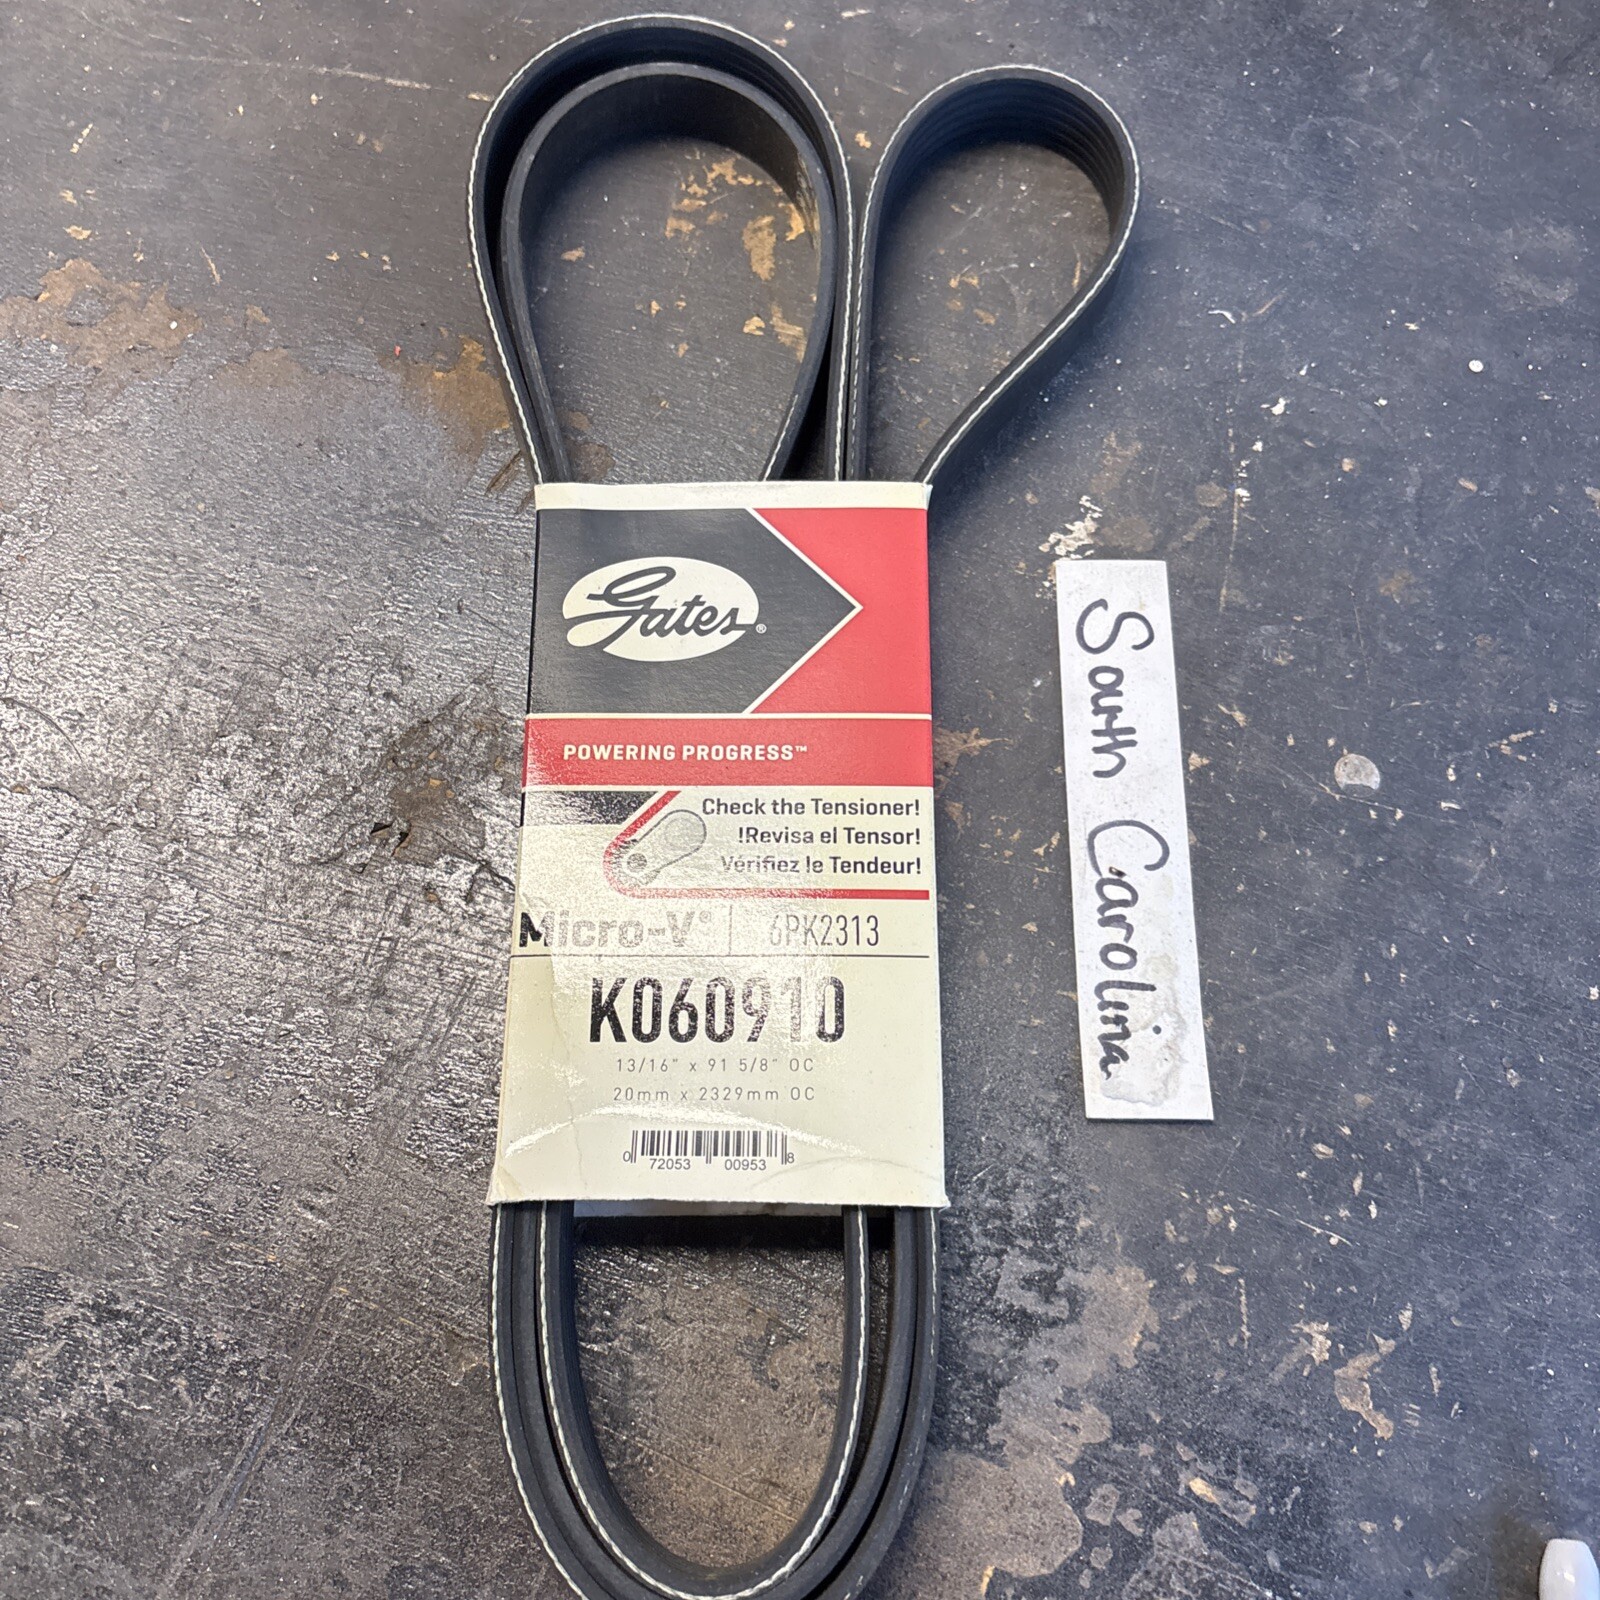 Gates®
POWERING PROGRESS™
Check the Tensioner!
!Revisa el Tensor!
Vérifiez le Tendeur!
Micro-V® 6PK2313
K060910
13/16" x 91 5/8" OC
20mm x 2329mm OC
0 72053 00953 8
South Carolina